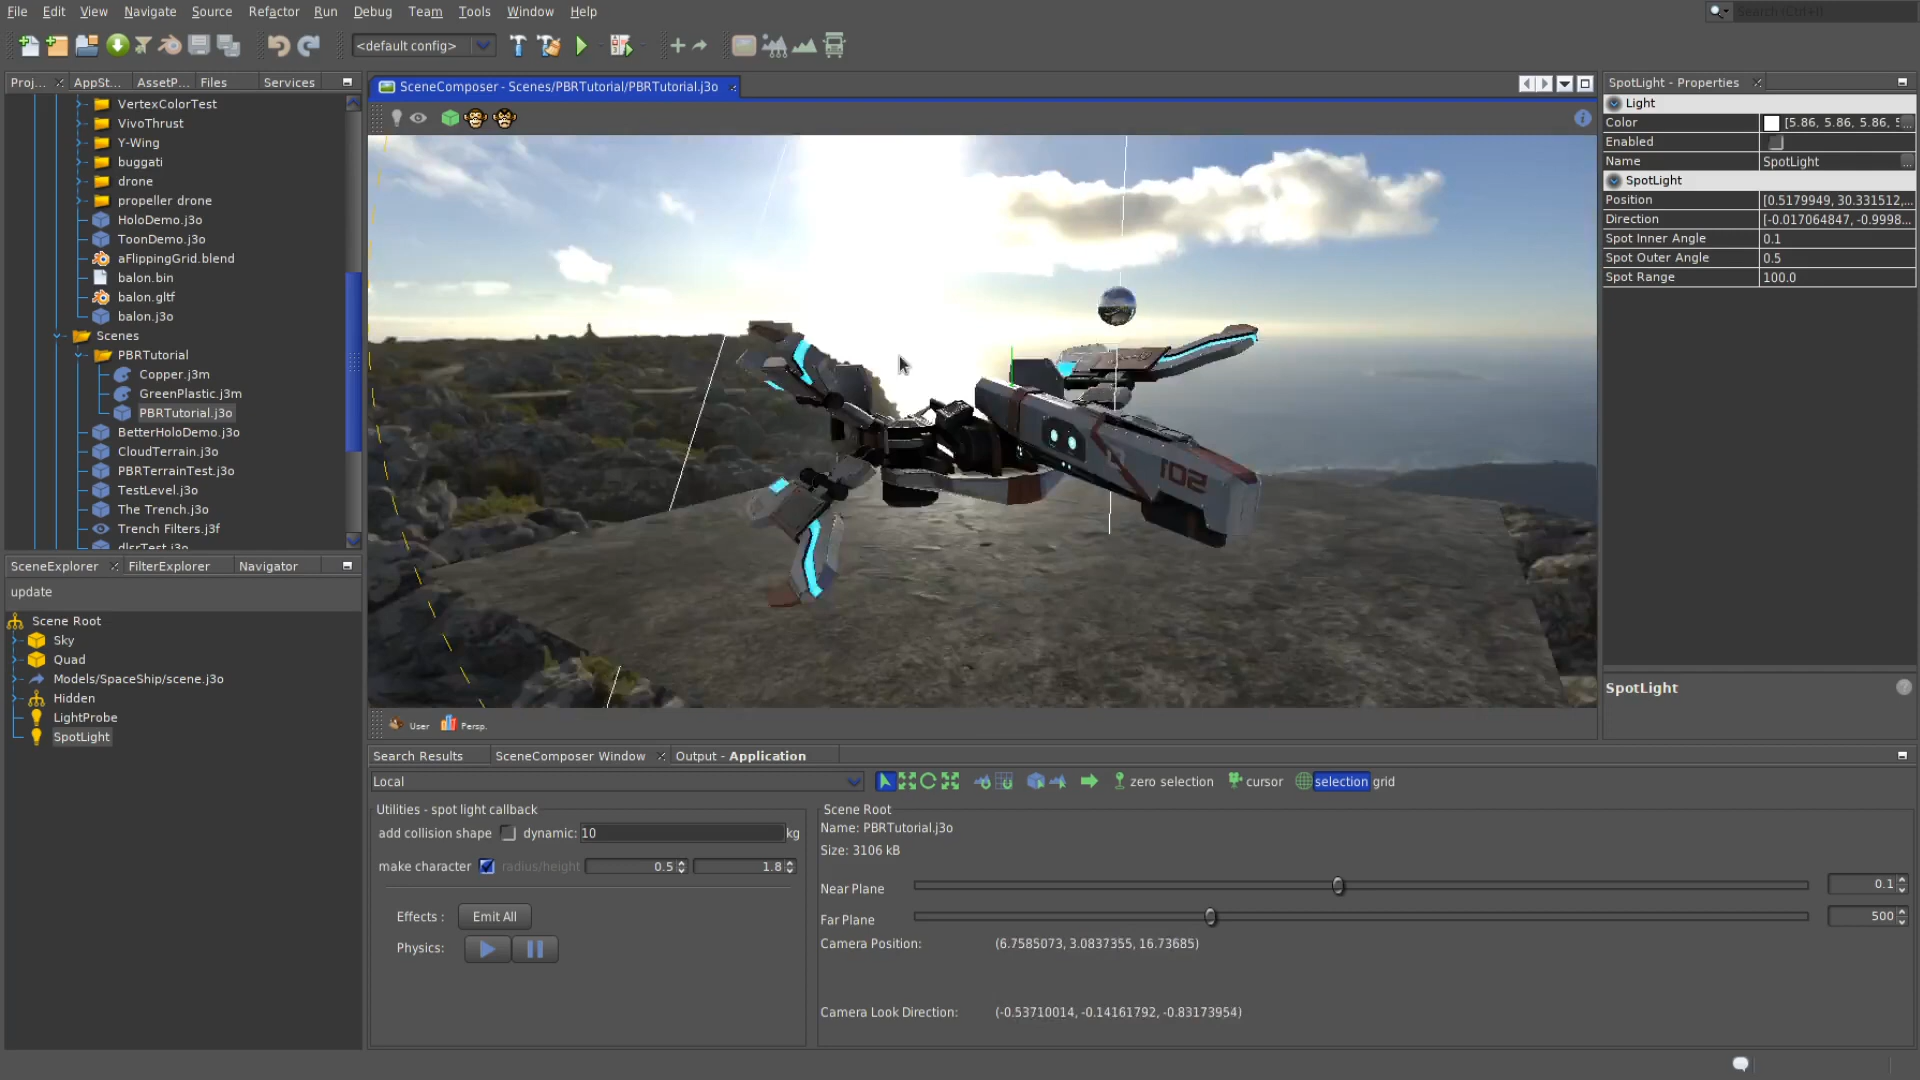 File Edit View Navigate Source Refactor Run Debug Team Tools Window Help
Search (Ctrl+I)
<default config>
Proj... AppSt... AssetP... Files Services
VertexColorTest
VivoThrust
Y-Wing
buggati
drone
propeller drone
HoloDemo.j3o
ToonDemo.j3o
aFlippingGrid.blend
balon.bin
balon.gltf
balon.j3o
Scenes
PBRTutorial
Copper.j3m
GreenPlastic.j3m
PBRTutorial.j3o
BetterHoloDemo.j3o
CloudTerrain.j3o
PBRTerrainTest.j3o
TestLevel.j3o
The Trench.j3o
Trench Filters.j3f
dlsrTest.j3o
SceneExplorer FilterExplorer Navigator
update
Scene Root
Sky
Quad
Models/SpaceShip/scene.j3o
Hidden
LightProbe
SpotLight
SceneComposer - Scenes/PBRTutorial/PBRTutorial.j3o
102
User Persp.
Search Results SceneComposer Window Output - Application
Local
zero selection cursor selection grid
Utilities - spot light callback
add collision shape dynamic: 10 kg
make character radius/height 0.5 1.8
Effects : Emit All
Physics:
Scene Root
Name: PBRTutorial.j3o
Size: 3106 kB
Near Plane 0.1
Far Plane 500
Camera Position: (6.7585073, 3.0837355, 16.73685)
Camera Look Direction: (-0.53710014, -0.14161792, -0.83173954)
SpotLight - Properties
Light
Color [5.86, 5.86, 5.86, 5...
Enabled
Name SpotLight ...
SpotLight
Position [0.5179949, 30.331512,...
Direction [-0.017064847, -0.9998...
Spot Inner Angle 0.1
Spot Outer Angle 0.5
Spot Range 100.0
SpotLight